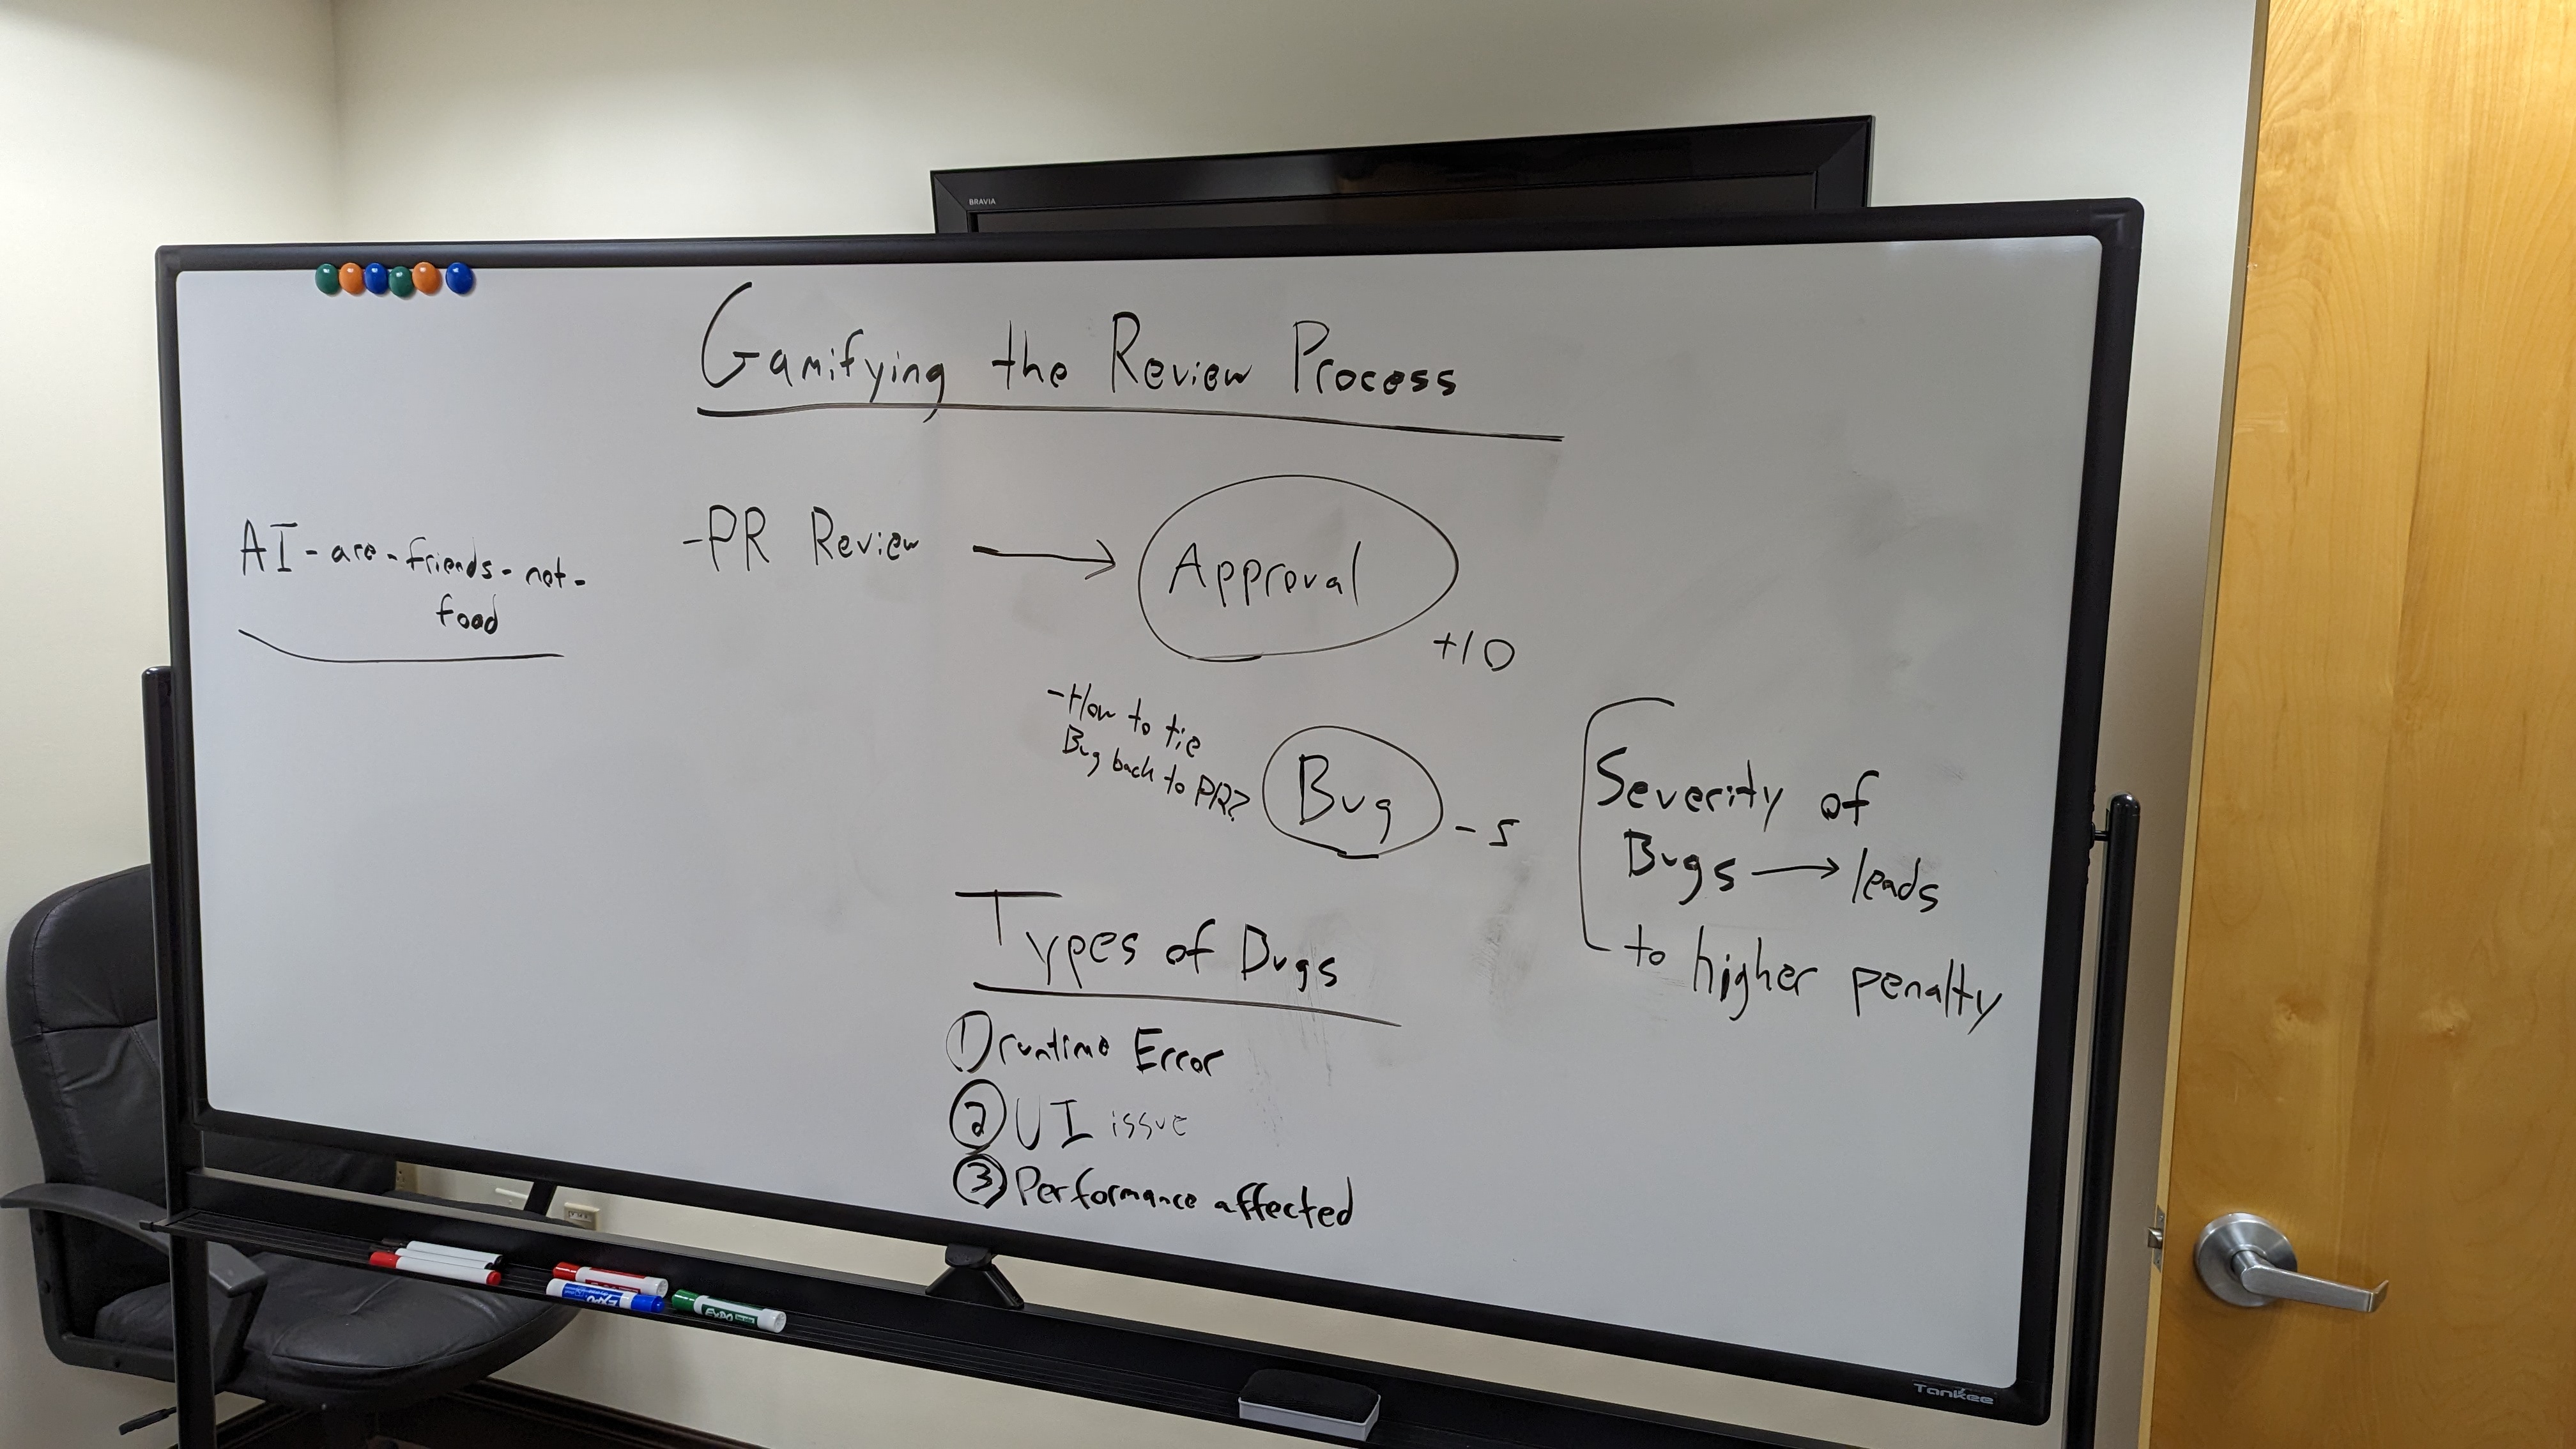 BRAVIA
Gamifying the Review Process
AI-are-friends-not-
food
-PR Review → Approval
+10
-How to tie
Bug back to PR?
Bug
-5
Severity of
Bugs → leads
to higher penalty
Types of Bugs
1) runtime Error
2 UI issue
3 Performance affected
EXPO
EXPO
Tankee